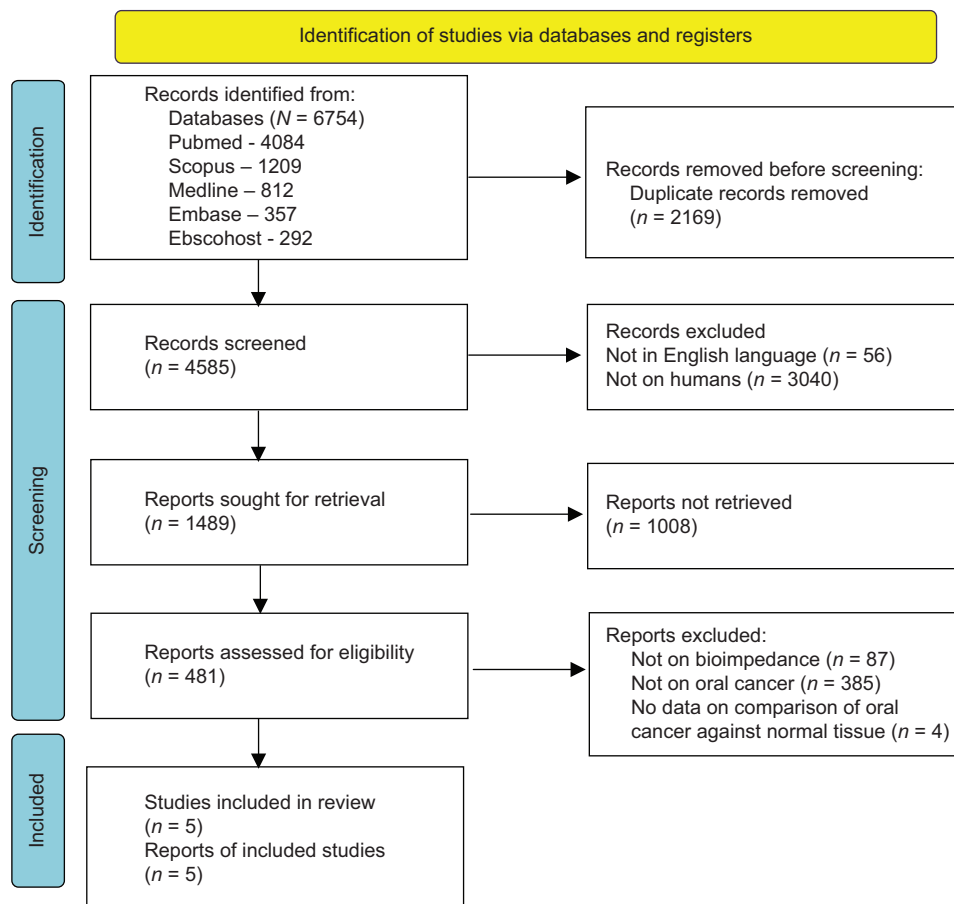 Identification of studies via databases and registers
Identification
Records identified from:
Databases (N = 6754)
Pubmed - 4084
Scopus – 1209
Medline – 812
Embase – 357
Ebscohost - 292
Records removed before screening:
Duplicate records removed
(n = 2169)
Screening
Records screened
(n = 4585)
Records excluded
Not in English language (n = 56)
Not on humans (n = 3040)
Reports sought for retrieval
(n = 1489)
Reports not retrieved
(n = 1008)
Reports assessed for eligibility
(n = 481)
Reports excluded:
Not on bioimpedance (n = 87)
Not on oral cancer (n = 385)
No data on comparison of oral
cancer against normal tissue (n = 4)
Included
Studies included in review
(n = 5)
Reports of included studies
(n = 5)